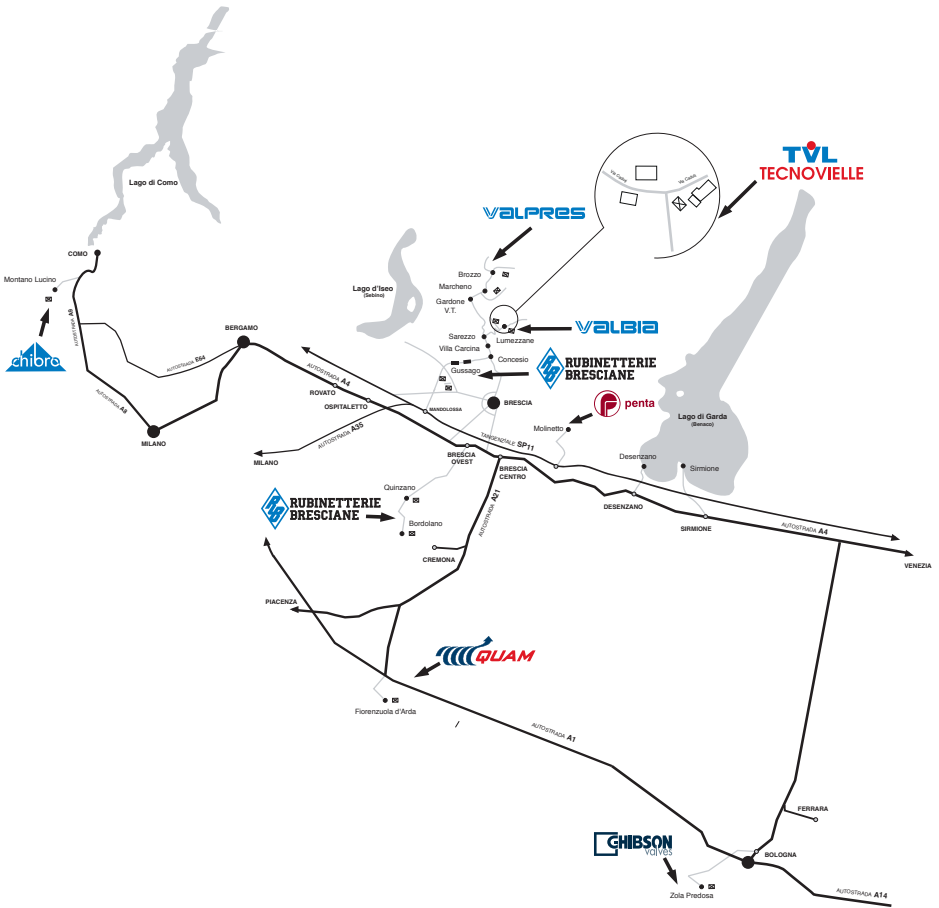 Lago di Como
TVL
TECNOVIELLE
Via Caduti
Via Caduti
VALPRES
COMO
Montano Lucino
chibro
Lago d'Iseo
(Sebino)
Brozzo
Marcheno
Gardone
V.T.
Sarezzo
Lumezzane
VALBIA
Villa Carcina
Concesio
Gussago
RB
RUBINETTERIE
BRESCIANE
AUTOSTRADA A9
AUTOSTRADA E64
AUTOSTRADA A8
BERGAMO
MILANO
AUTOSTRADA A4
ROVATO
OSPITALETTO
MANDOLOSSA
BRESCIA
penta
Molinetto
Lago di Garda
(Benaco)
AUTOSTRADA A35
MILANO
TANGENZIALE SP11
BRESCIA
OVEST
BRESCIA
CENTRO
Desenzano
Sirmione
DESENZANO
SIRMIONE
AUTOSTRADA A4
VENEZIA
Quinzano
Bordolano
RB
RUBINETTERIE
BRESCIANE
AUTOSTRADA A21
CREMONA
PIACENZA
QUAM
Fiorenzuola d'Arda
AUTOSTRADA A1
FERRARA
GHIBSON
valves
BOLOGNA
Zola Predosa
AUTOSTRADA A14